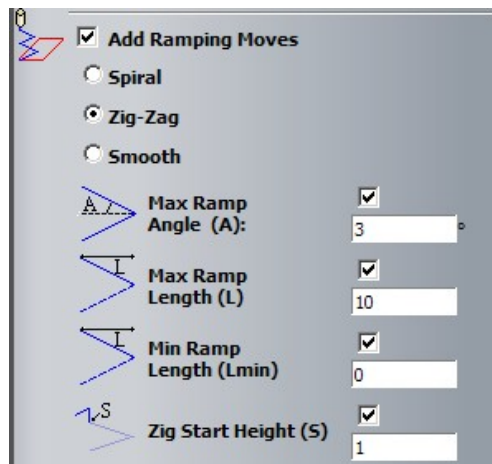 Add Ramping Moves
Spiral
Zig-Zag
Smooth
A
Max Ramp
Angle (A):
3 °
L
Max Ramp
Length (L)
10
L
Min Ramp
Length (Lmin)
0
S
Zig Start Height (S)
1